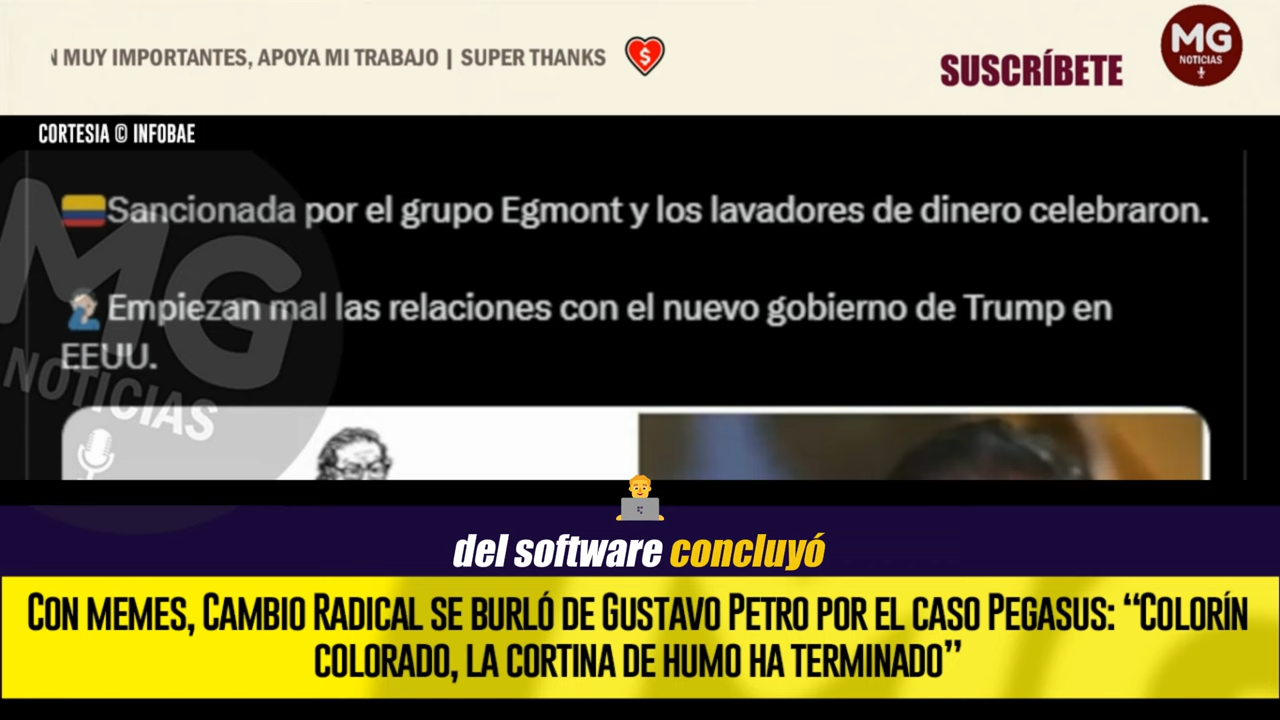 MUY IMPORTANTES, APOYA MI TRABAJO | SUPER THANKS
SUSCRÍBETE
MG
NOTICIAS
CORTESIA © INFOBAE
Sancionada por el grupo Egmont y los lavadores de dinero celebraron.
Empiezan mal las relaciones con el nuevo gobierno de Trump en
EEUU.
MG
NOTICIAS
del software concluyó
CON MEMES, CAMBIO RADICAL SE BURLÓ DE GUSTAVO PETRO POR EL CASO PEGASUS: “COLORÍN
COLORADO, LA CORTINA DE HUMO HA TERMINADO”